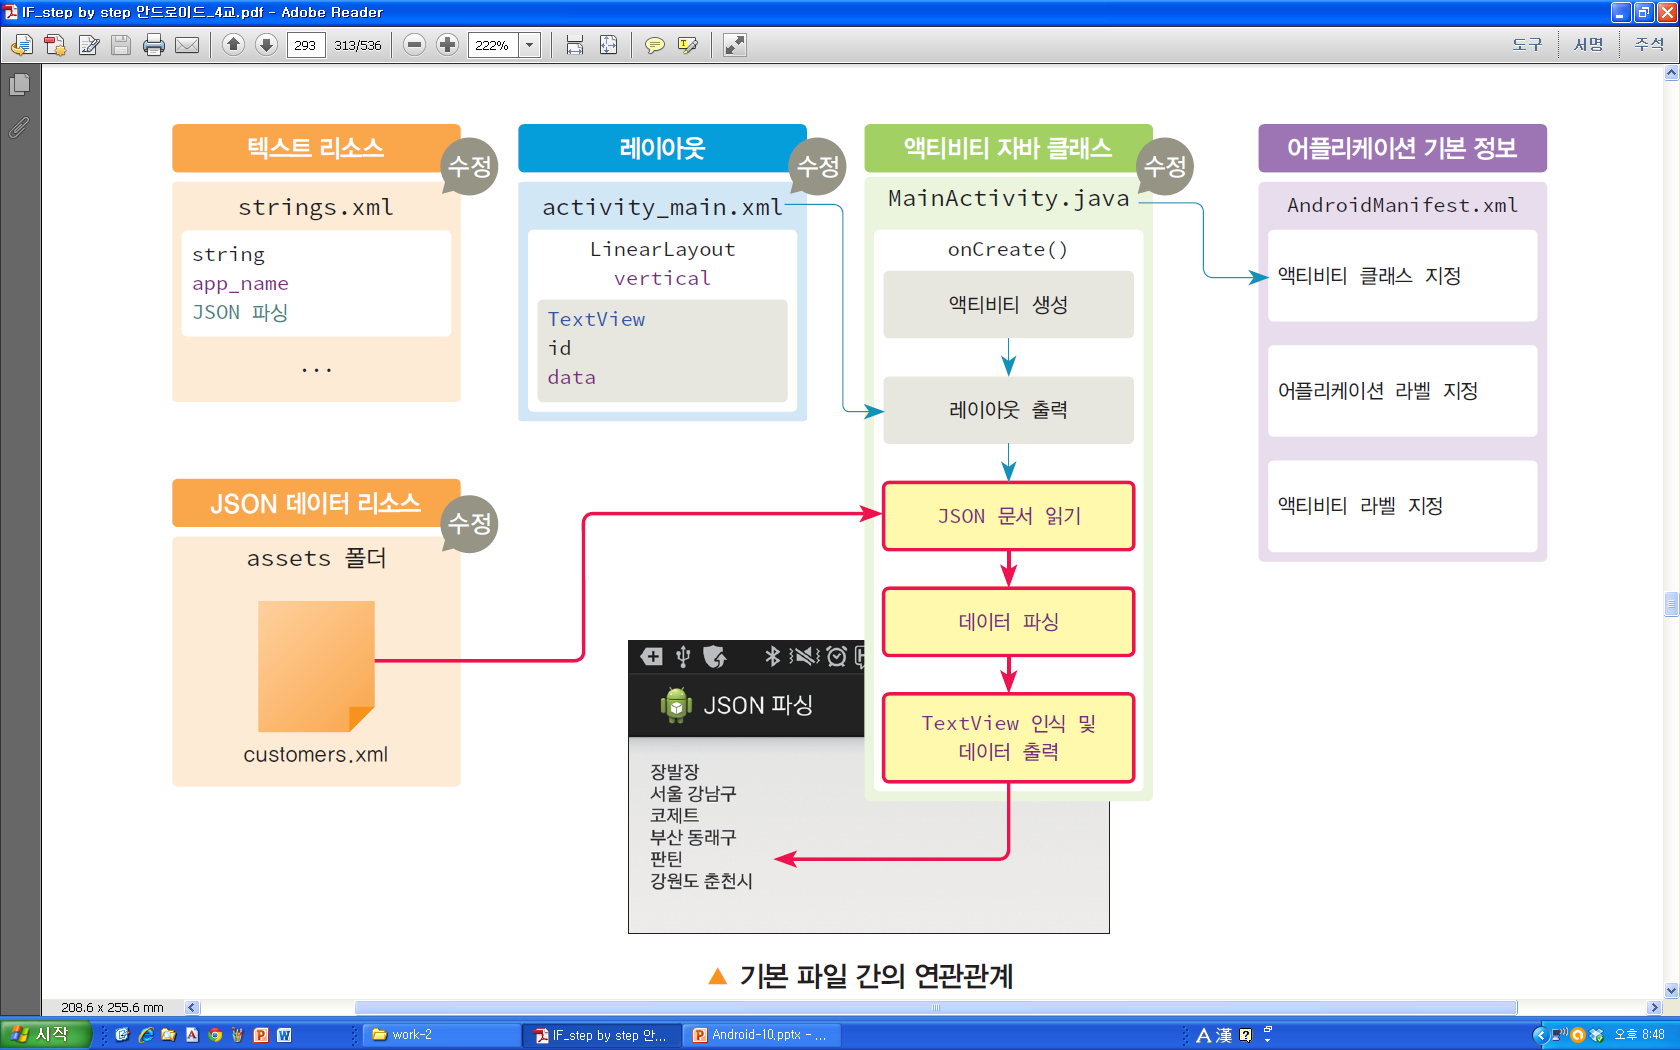 IF_step by step 안드로이드_4교.pdf - Adobe Reader
293
313/536
222%
도구
서명
주석
텍스트 리소스
수정
strings.xml
string
app_name
JSON 파싱
...
레이아웃
수정
activity_main.xml
LinearLayout
vertical
TextView
id
data
액티비티 자바 클래스
수정
MainActivity.java
onCreate()
액티비티 생성
레이아웃 출력
JSON 문서 읽기
데이터 파싱
TextView 인식 및
데이터 출력
어플리케이션 기본 정보
AndroidManifest.xml
액티비티 클래스 지정
어플리케이션 라벨 지정
액티비티 라벨 지정
JSON 데이터 리소스
수정
assets 폴더
customers.xml
JSON 파싱
장발장
서울 강남구
코제트
부산 동래구
판틴
강원도 춘천시
▲ 기본 파일 간의 연관관계
208.6 x 255.6 mm
시작
work-2
IF_step by step 안...
Android-10.pptx - ...
A 漢
오후 8:48